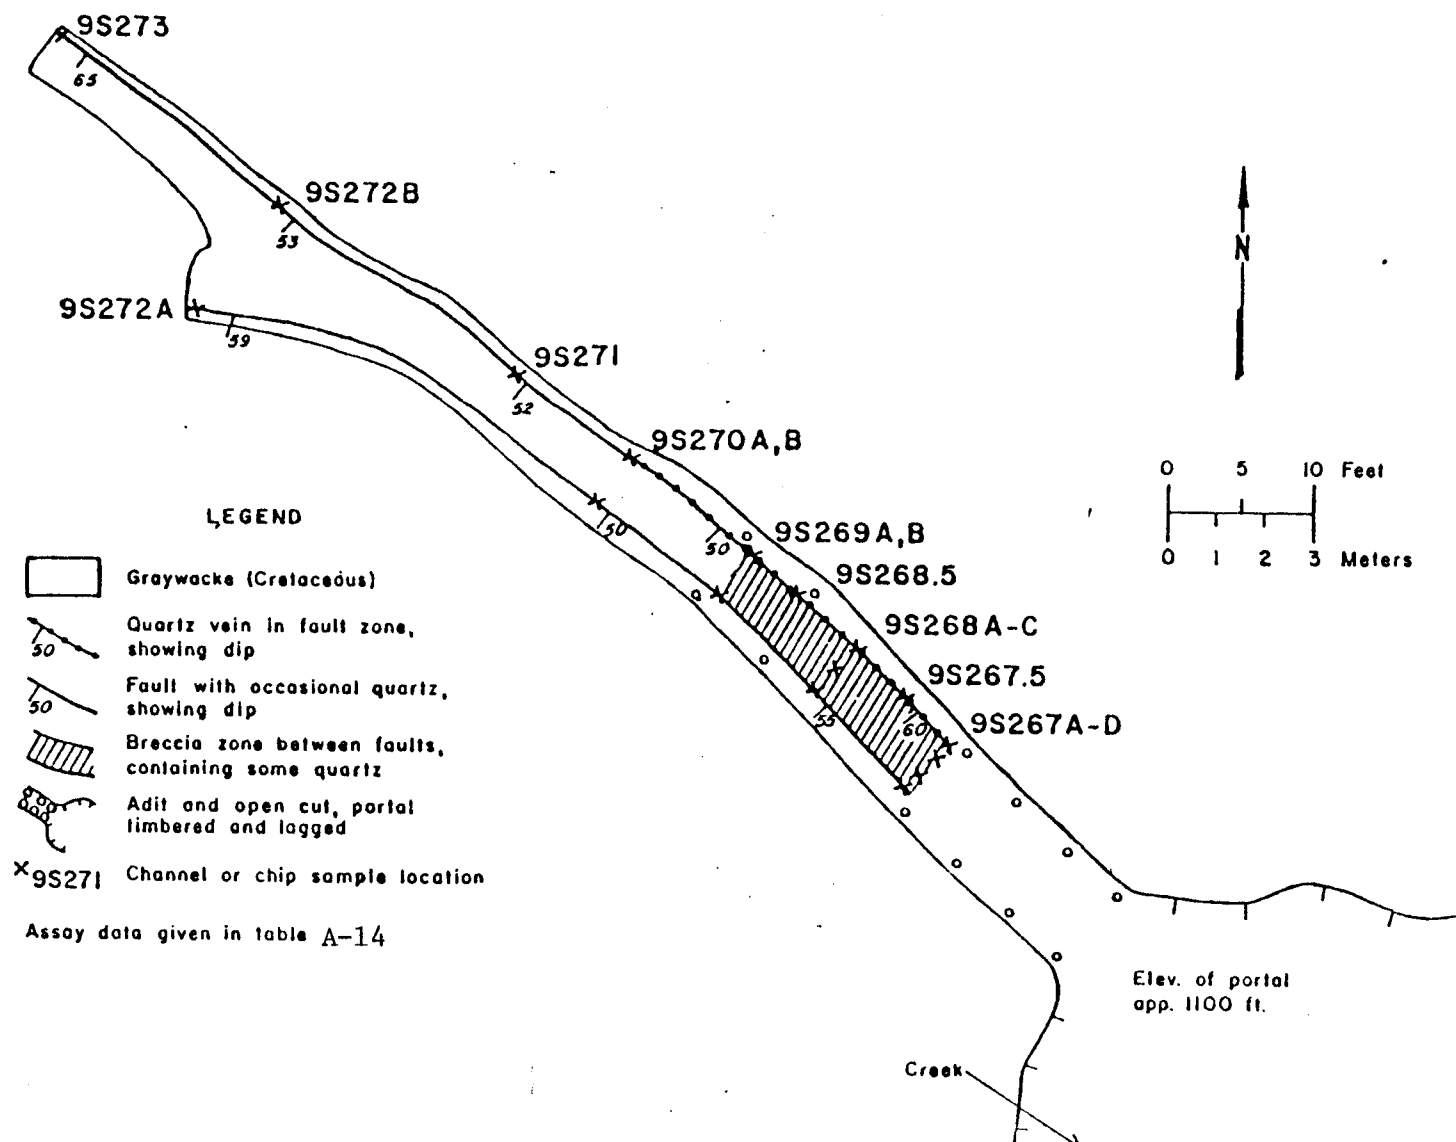 9S273
65
9S272B
53
9S272A
59
9S271
52
N
9S270A,B
0 5 10 Feet
0 1 2 3 Meters
50
50
9S269A,B
9S268.5
9S268A-C
9S267.5
9S267A-D
55
60
LEGEND
Graywacke (Cretaceous)
50
Quartz vein in fault zone,
showing dip
50
Fault with occasional quartz,
showing dip
Breccia zone between faults,
containing some quartz
Adit and open cut, portal
timbered and lagged
x 9S271 Channel or chip sample location
Assay data given in table A-14
Elev. of portal
app. 1100 ft.
Creek